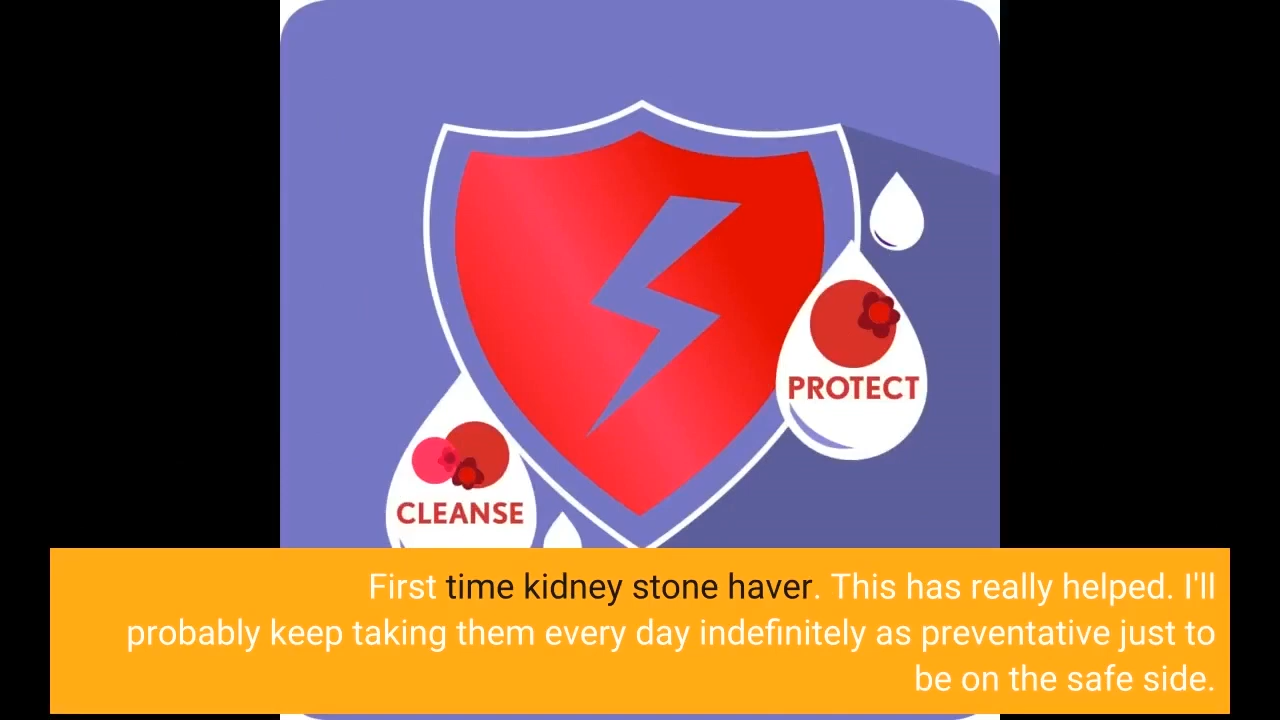 PROTECT
CLEANSE
First time kidney stone haver. This has really helped. I'll
probably keep taking them every day indefinitely as preventative just to
be on the safe side.